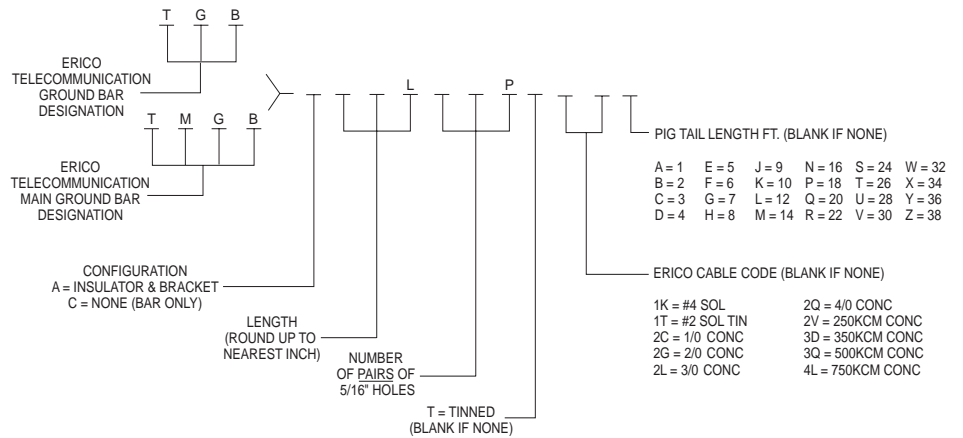 T G B
ERICO
TELECOMMUNICATION
GROUND BAR
DESIGNATION
T M G B
ERICO
TELECOMMUNICATION
MAIN GROUND BAR
DESIGNATION
L P
CONFIGURATION
A = INSULATOR & BRACKET
C = NONE (BAR ONLY)
LENGTH
(ROUND UP TO
NEAREST INCH)
NUMBER
OF PAIRS OF
5/16" HOLES
T = TINNED
(BLANK IF NONE)
PIG TAIL LENGTH FT. (BLANK IF NONE)
A = 1 E = 5 J = 9 N = 16 S = 24 W = 32
B = 2 F = 6 K = 10 P = 18 T = 26 X = 34
C = 3 G = 7 L = 12 Q = 20 U = 28 Y = 36
D = 4 H = 8 M = 14 R = 22 V = 30 Z = 38
ERICO CABLE CODE (BLANK IF NONE)
1K = #4 SOL 2Q = 4/0 CONC
1T = #2 SOL TIN 2V = 250KCM CONC
2C = 1/0 CONC 3D = 350KCM CONC
2G = 2/0 CONC 3Q = 500KCM CONC
2L = 3/0 CONC 4L = 750KCM CONC